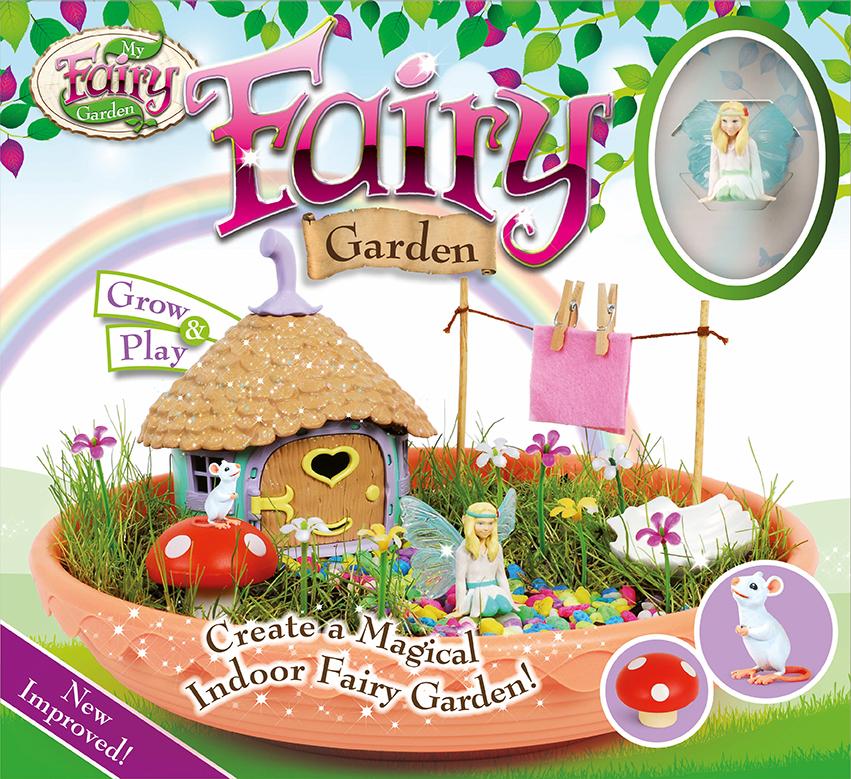 My
Fairy
Garden
Fairy
Garden
Grow
&
Play
Create a Magical
Indoor Fairy Garden!
New
Improved!